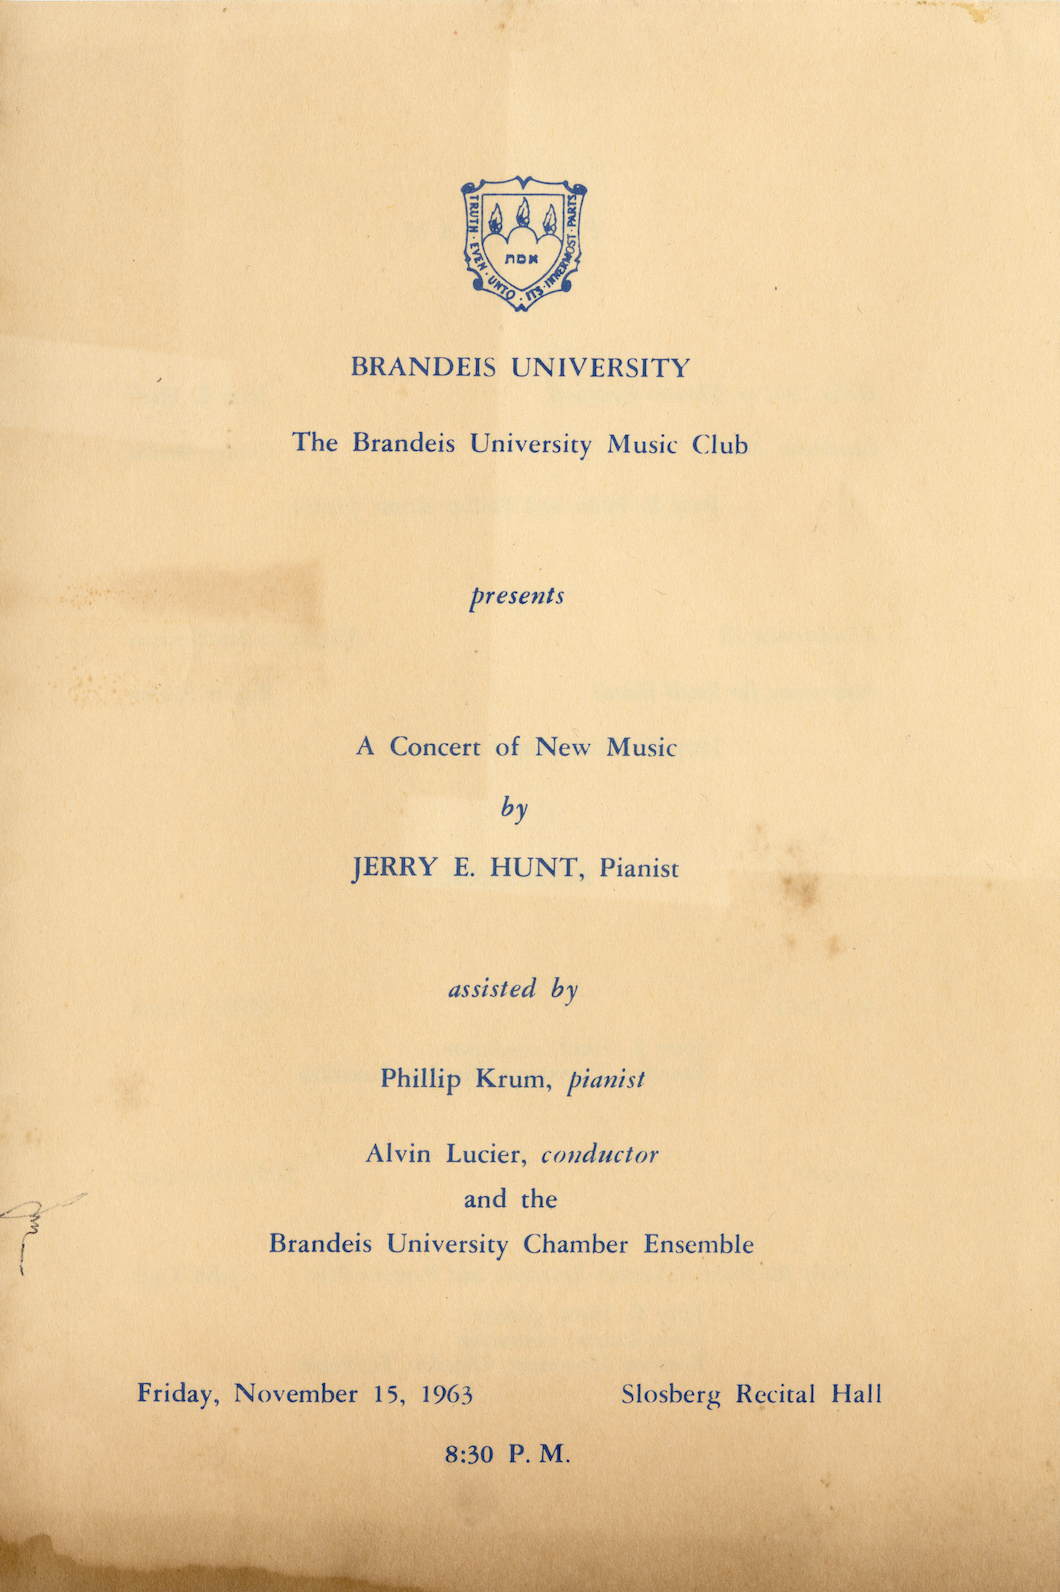 TRUTH · EVEN · UNTO · ITS · INNERMOST · PARTS
אמת
BRANDEIS UNIVERSITY
The Brandeis University Music Club
presents
A Concert of New Music
by
JERRY E. HUNT, Pianist
assisted by
Phillip Krum, pianist
Alvin Lucier, conductor
and the
Brandeis University Chamber Ensemble
Friday, November 15, 1963 Slosberg Recital Hall
8:30 P. M.